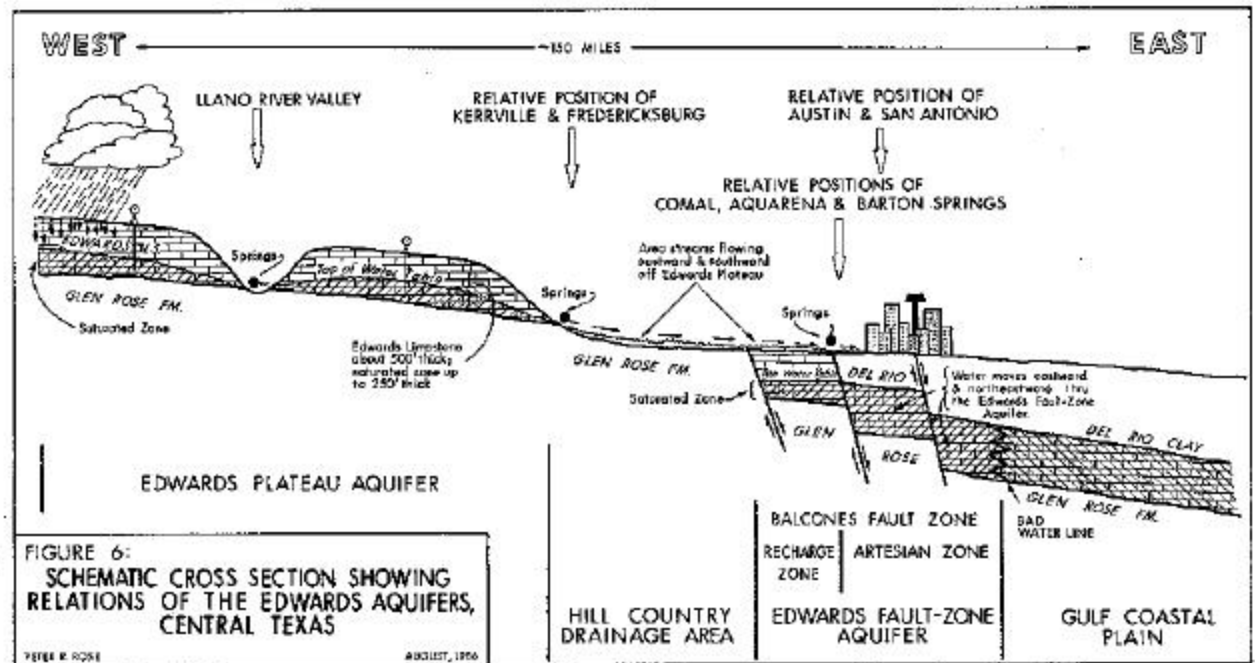 WEST
~150 MILES
EAST
LLANO RIVER VALLEY
RELATIVE POSITION OF
KERRVILLE & FREDERICKSBURG
RELATIVE POSITION OF
AUSTIN & SAN ANTONIO
RELATIVE POSITIONS OF
COMAL, AQUARENA & BARTON SPRINGS
EDWARDS LS.
Springs
Top of Water Table
Area streams flowing
eastward & southward
off Edwards Plateau
GLEN ROSE FM.
Saturated Zone
Springs
Springs
Edwards Limestone
about 500' thick;
saturated zone up
to 250' thick
GLEN ROSE FM.
Top Water Table
DEL RIO
Water moves eastward
& northeastward thru
the Edwards Fault-Zone
Aquifer.
Saturated Zone
GLEN
ROSE
DEL RIO CLAY
GLEN ROSE FM.
BAD
WATER LINE
EDWARDS PLATEAU AQUIFER
BALCONES FAULT ZONE
RECHARGE
ZONE
ARTESIAN ZONE
HILL COUNTRY
DRAINAGE AREA
EDWARDS FAULT-ZONE
AQUIFER
GULF COASTAL
PLAIN
FIGURE 6:
SCHEMATIC CROSS SECTION SHOWING
RELATIONS OF THE EDWARDS AQUIFERS,
CENTRAL TEXAS
PETER R. ROSE
AUGUST, 1986